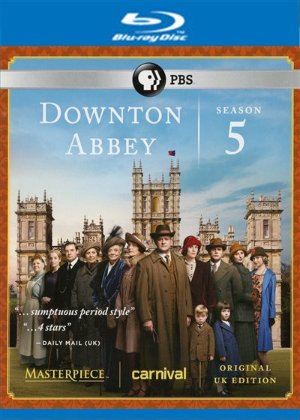 Blu-ray Disc
PBS
DOWNTON
ABBEY
SEASON
5
“...sumptuous period style”
“...4 stars”
– DAILY MAIL (UK)
MASTERPIECE
carnival
ORIGINAL
UK EDITION